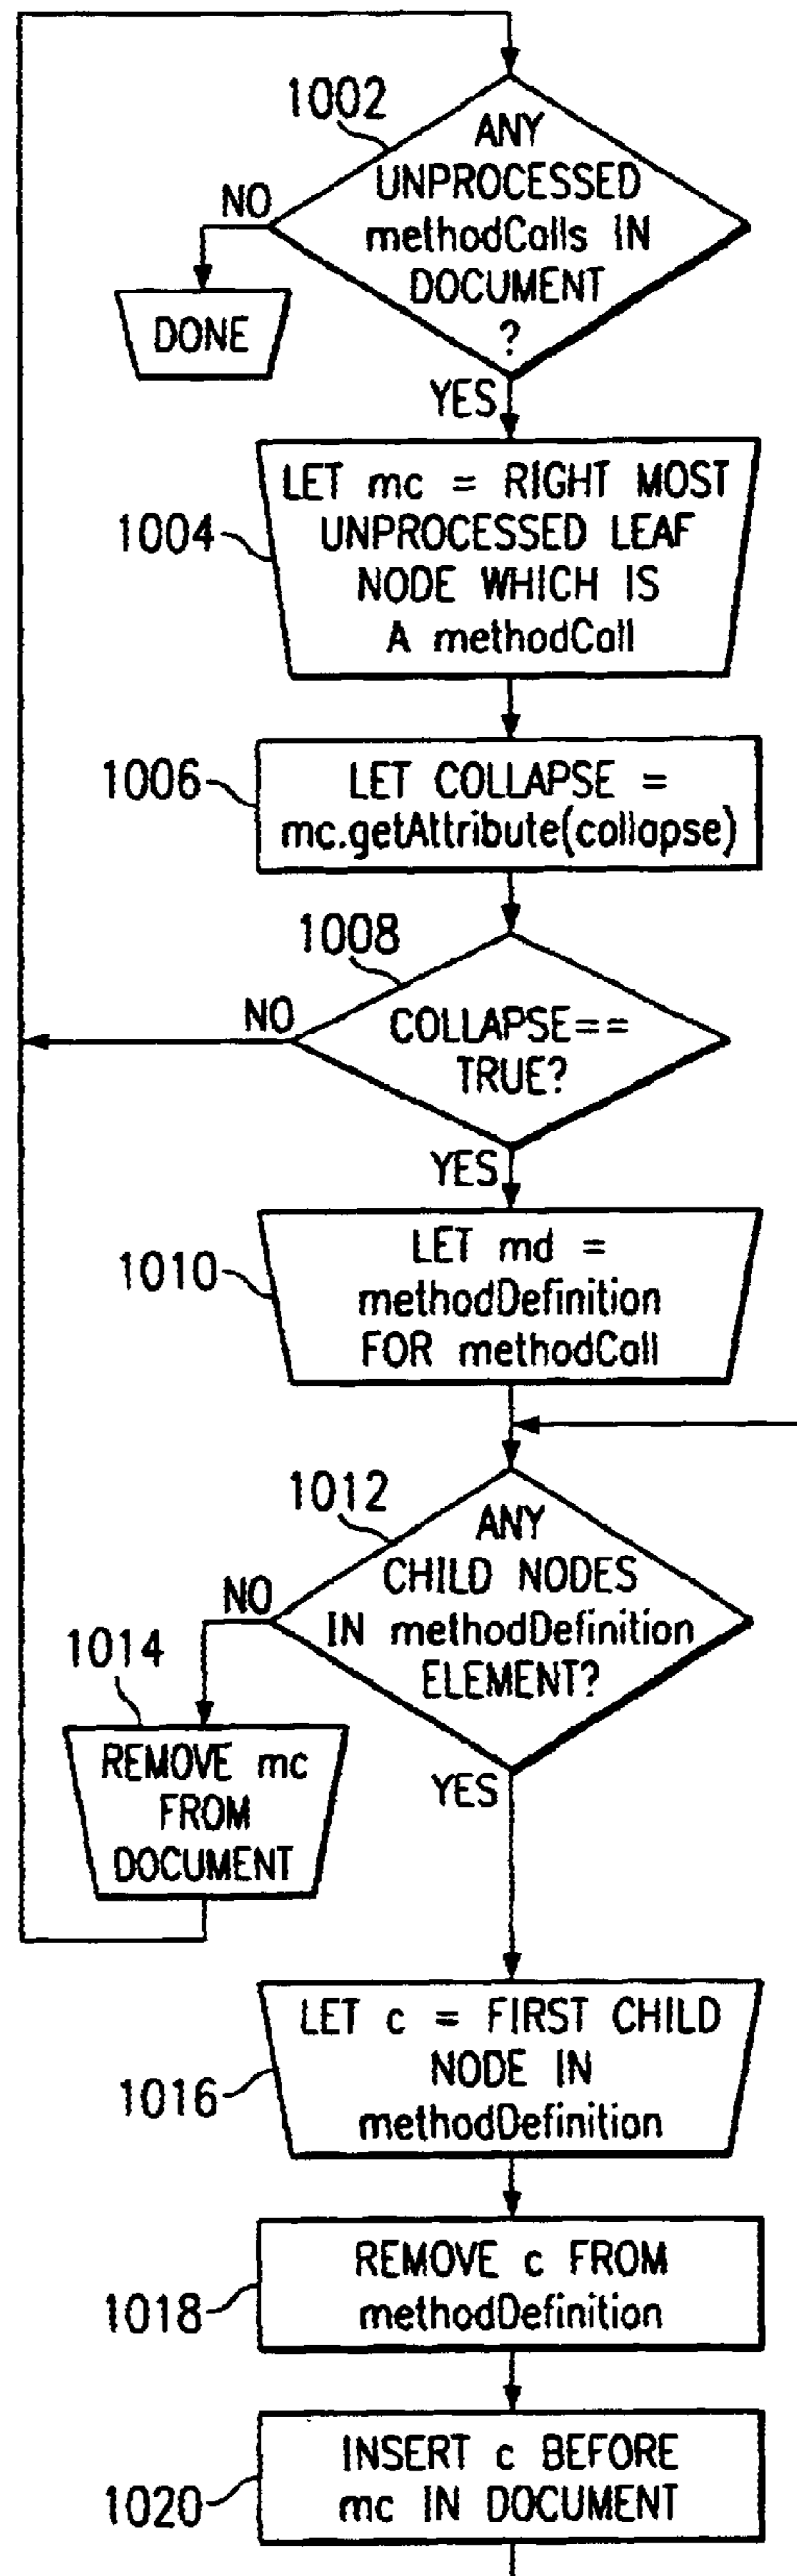 1002
ANY
UNPROCESSED
methodCalls IN
DOCUMENT
?
NO
DONE
YES
1004
LET mc = RIGHT MOST
UNPROCESSED LEAF
NODE WHICH IS
A methodCall
1006
LET COLLAPSE =
mc.getAttribute(collapse)
1008
NO
COLLAPSE==
TRUE?
YES
1010
LET md =
methodDefinition
FOR methodCall
1012
ANY
CHILD NODES
IN methodDefinition
ELEMENT?
NO
1014
REMOVE mc
FROM
DOCUMENT
YES
1016
LET c = FIRST CHILD
NODE IN
methodDefinition
1018
REMOVE c FROM
methodDefinition
1020
INSERT c BEFORE
mc IN DOCUMENT